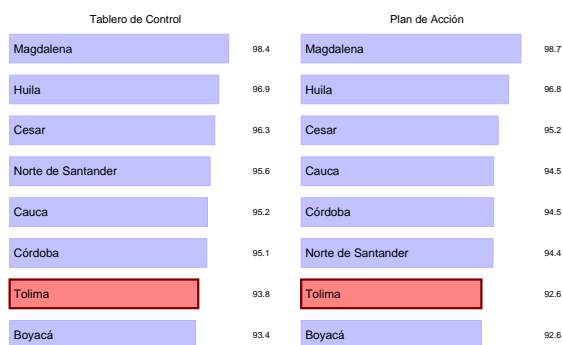 Tablero de Control
Magdalena 98.4
Huila 96.9
Cesar 96.3
Norte de Santander 95.6
Cauca 95.2
Córdoba 95.1
Tolima 93.8
Boyacá 93.4
Plan de Acción
Magdalena 98.7
Huila 96.8
Cesar 95.2
Cauca 94.5
Córdoba 94.5
Norte de Santander 94.4
Tolima 92.6
Boyacá 92.6